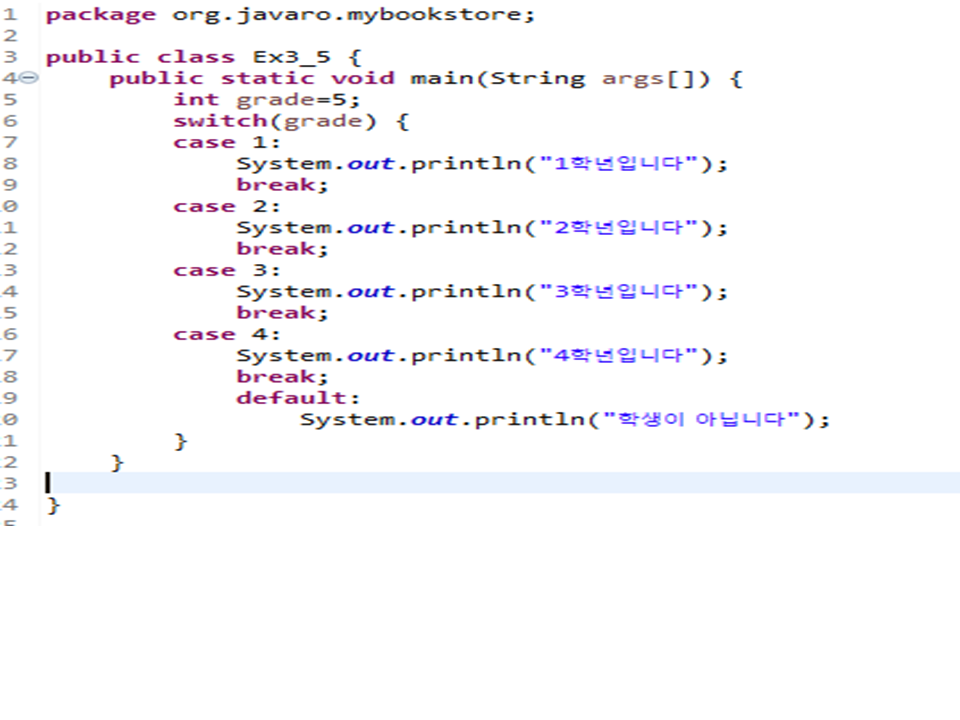 1 package org.javaro.mybookstore;
2
3 public class Ex3_5 {
4 public static void main(String args[]) {
5 int grade=5;
6 switch(grade) {
7 case 1:
8 System.out.println("1학년입니다");
9 break;
0 case 2:
1 System.out.println("2학년입니다");
2 break;
3 case 3:
4 System.out.println("3학년입니다");
5 break;
6 case 4:
7 System.out.println("4학년입니다");
8 break;
9 default:
0 System.out.println("학생이 아닙니다");
1 }
2 }
3
4 }